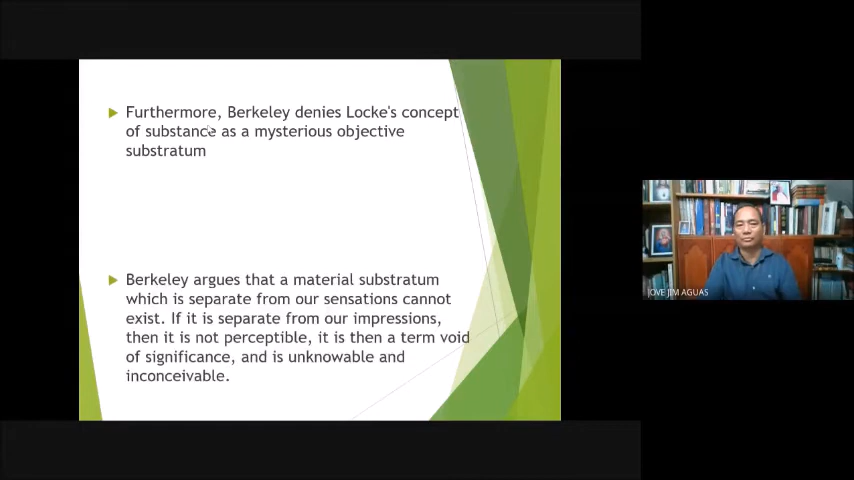 Furthermore, Berkeley denies Locke's concept
of substance as a mysterious objective
substratum
Berkeley argues that a material substratum
which is separate from our sensations cannot
exist. If it is separate from our impressions,
then it is not perceptible, it is then a term void
of significance, and is unknowable and
inconceivable.
JOVE JIM AGUAS